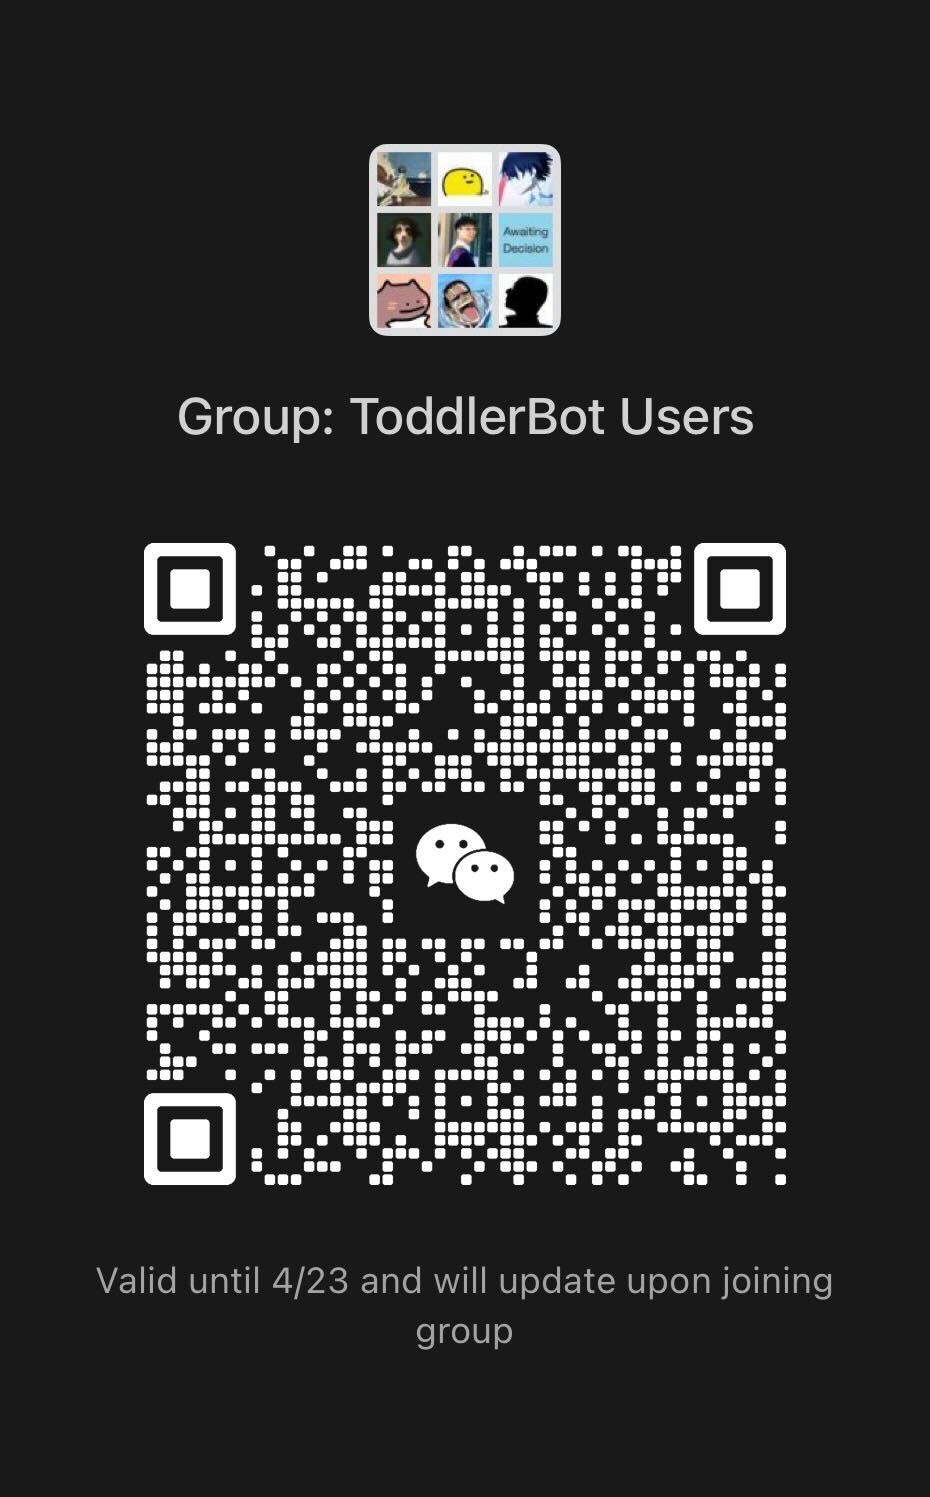 Awaiting
Decision
Group: ToddlerBot Users
Valid until 4/23 and will update upon joining
group